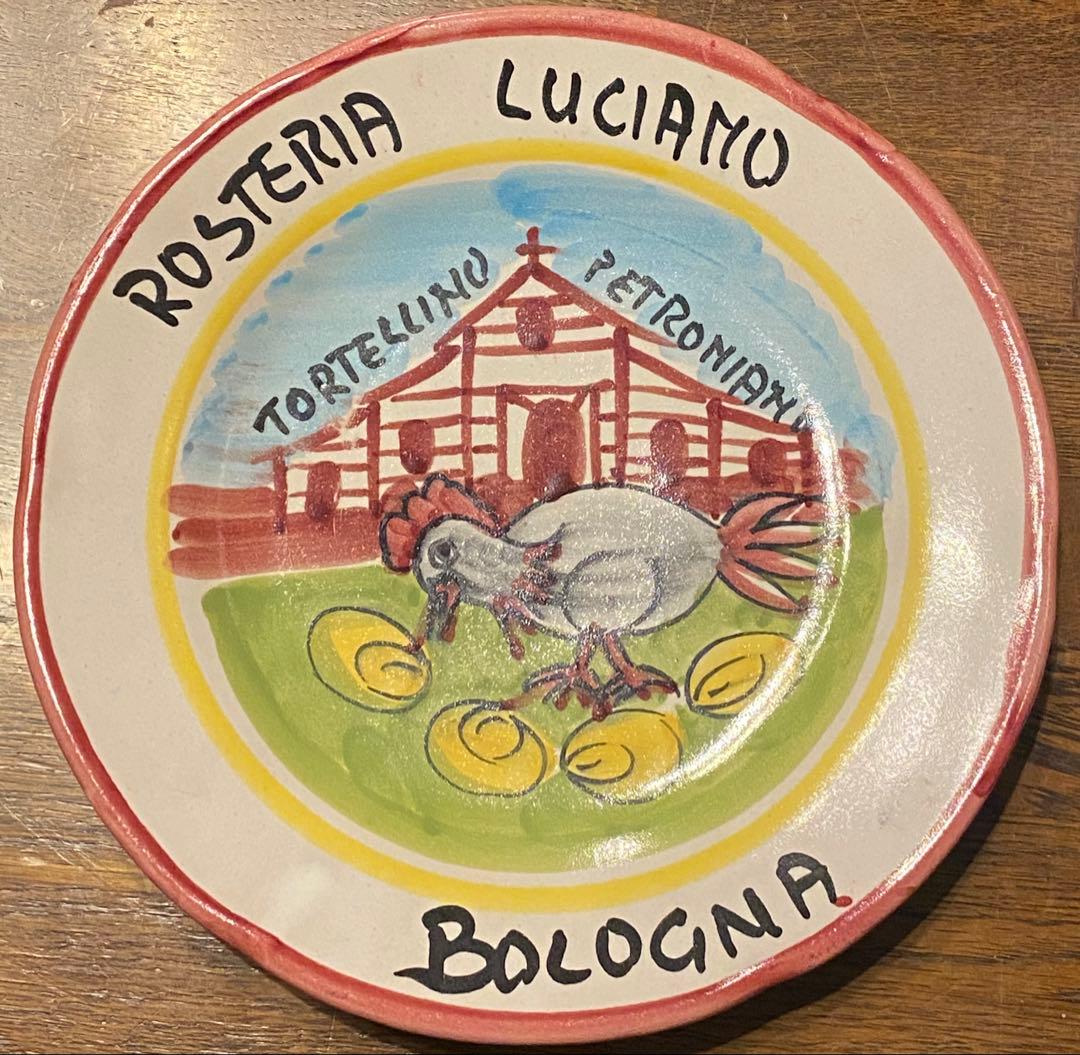 ROSTERIA LUCIANO
TORTELLINO PETRONIANO
BOLOGNA